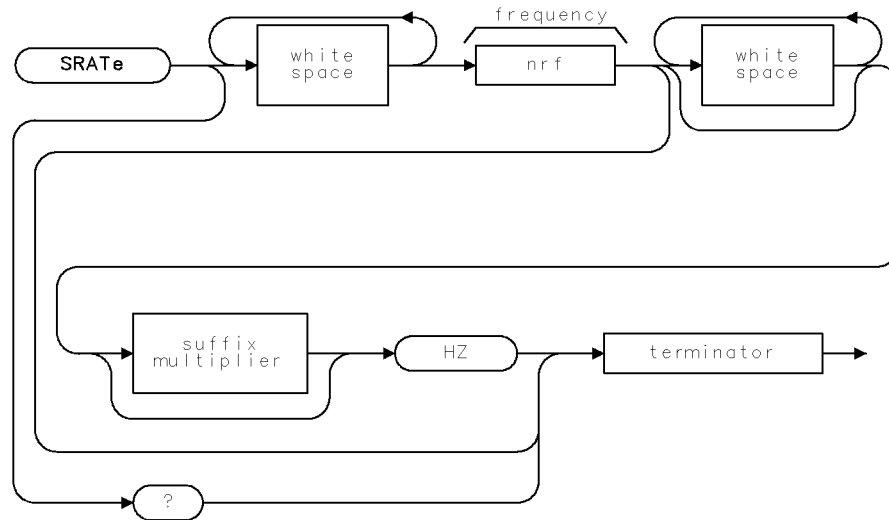 frequency
SRATe
white
space
nrf
white
space
suffix
multiplier
HZ
terminator
?